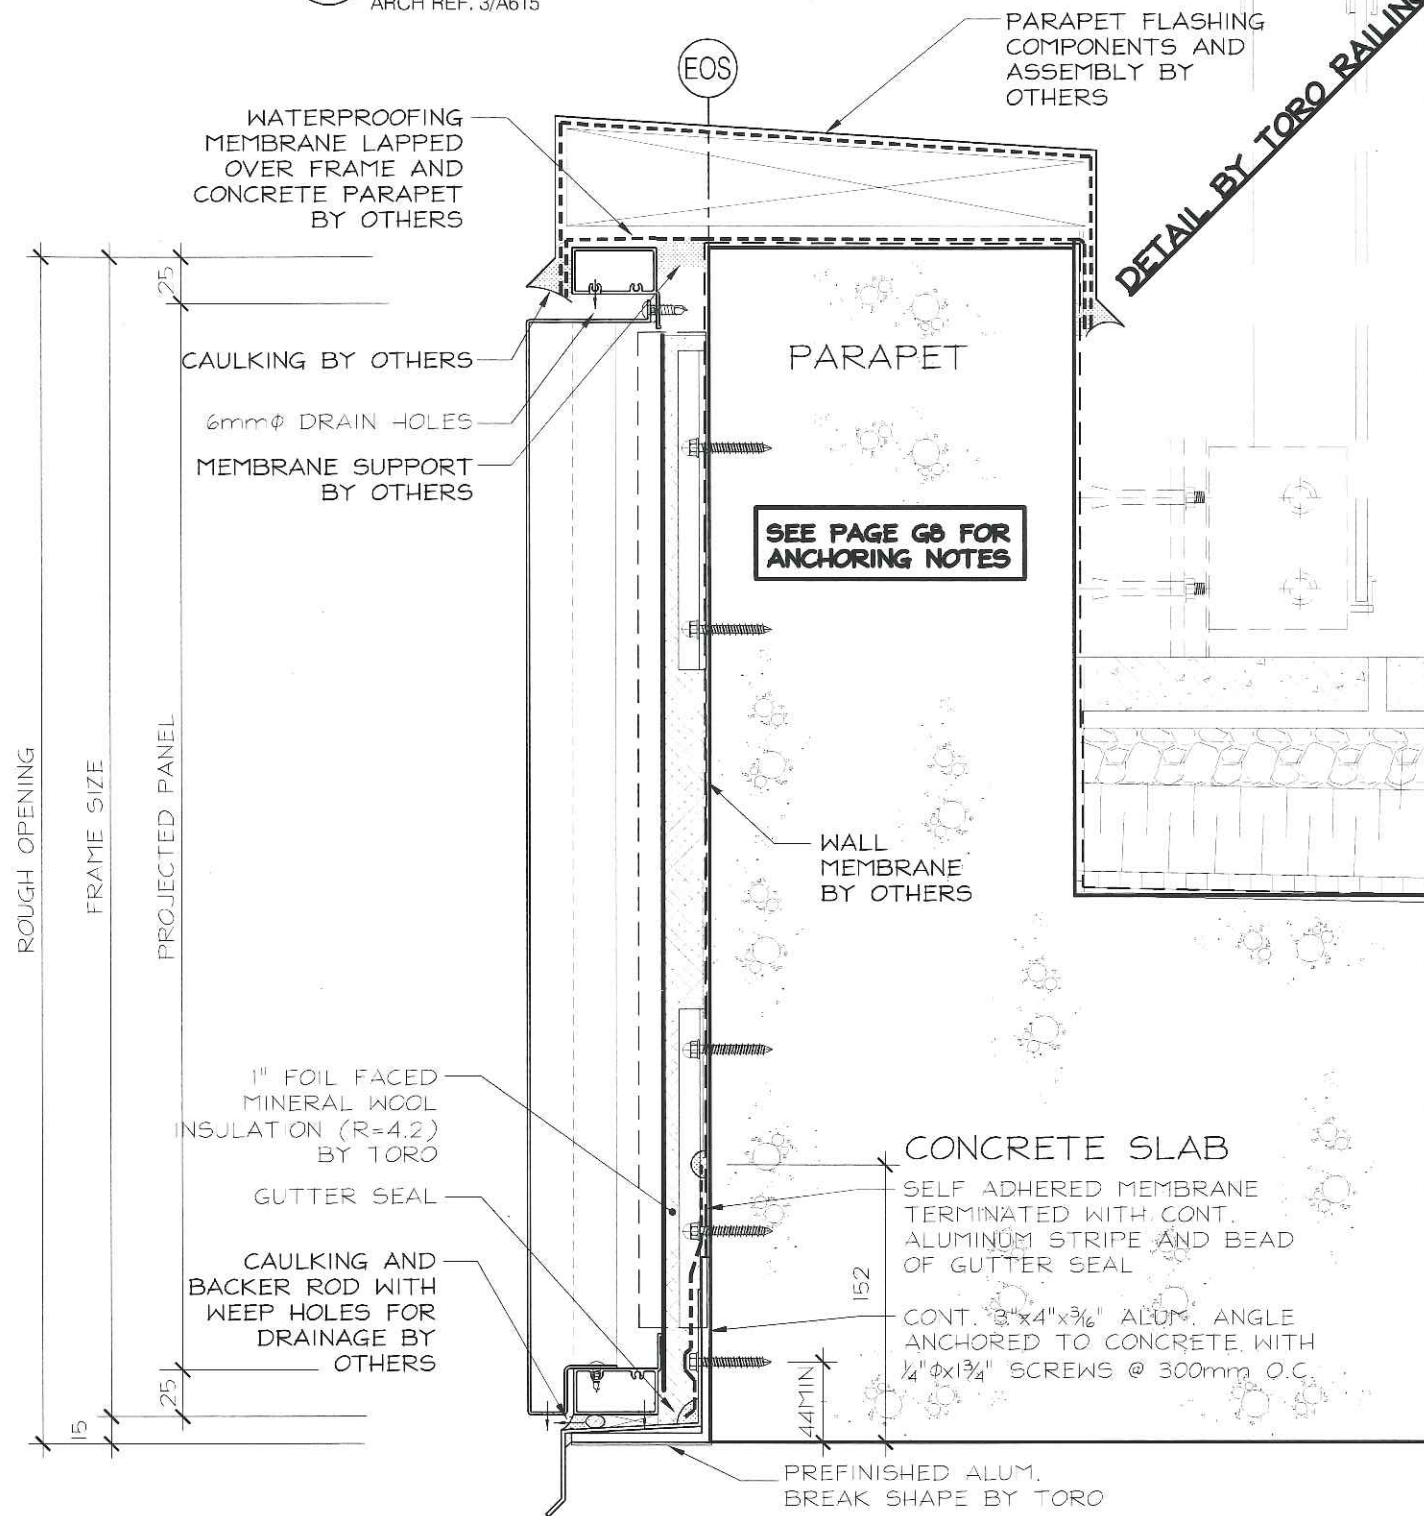 ARCH REF. 3/A615
EOS
PARAPET FLASHING
COMPONENTS AND
ASSEMBLY BY
OTHERS
DETAIL BY TORO RAILING
WATERPROOFING
MEMBRANE LAPPED
OVER FRAME AND
CONCRETE PARAPET
BY OTHERS
25
CAULKING BY OTHERS
6mmΦ DRAIN HOLES
MEMBRANE SUPPORT
BY OTHERS
PARAPET
SEE PAGE G8 FOR
ANCHORING NOTES
ROUGH OPENING
FRAME SIZE
PROJECTED PANEL
WALL
MEMBRANE
BY OTHERS
1" FOIL FACED
MINERAL WOOL
INSULATION (R=4.2)
BY TORO
GUTTER SEAL
CAULKING AND
BACKER ROD WITH
WEEP HOLES FOR
DRAINAGE BY
OTHERS
CONCRETE SLAB
SELF ADHERED MEMBRANE
TERMINATED WITH CONT.
ALUMINUM STRIPE AND BEAD
OF GUTTER SEAL
152
CONT. 3"x4"x3/16" ALUM. ANGLE
ANCHORED TO CONCRETE WITH
1/4"Φx1 3/4" SCREWS @ 300mm O.C.
44MIN
25
15
PREFINISHED ALUM.
BREAK SHAPE BY TORO